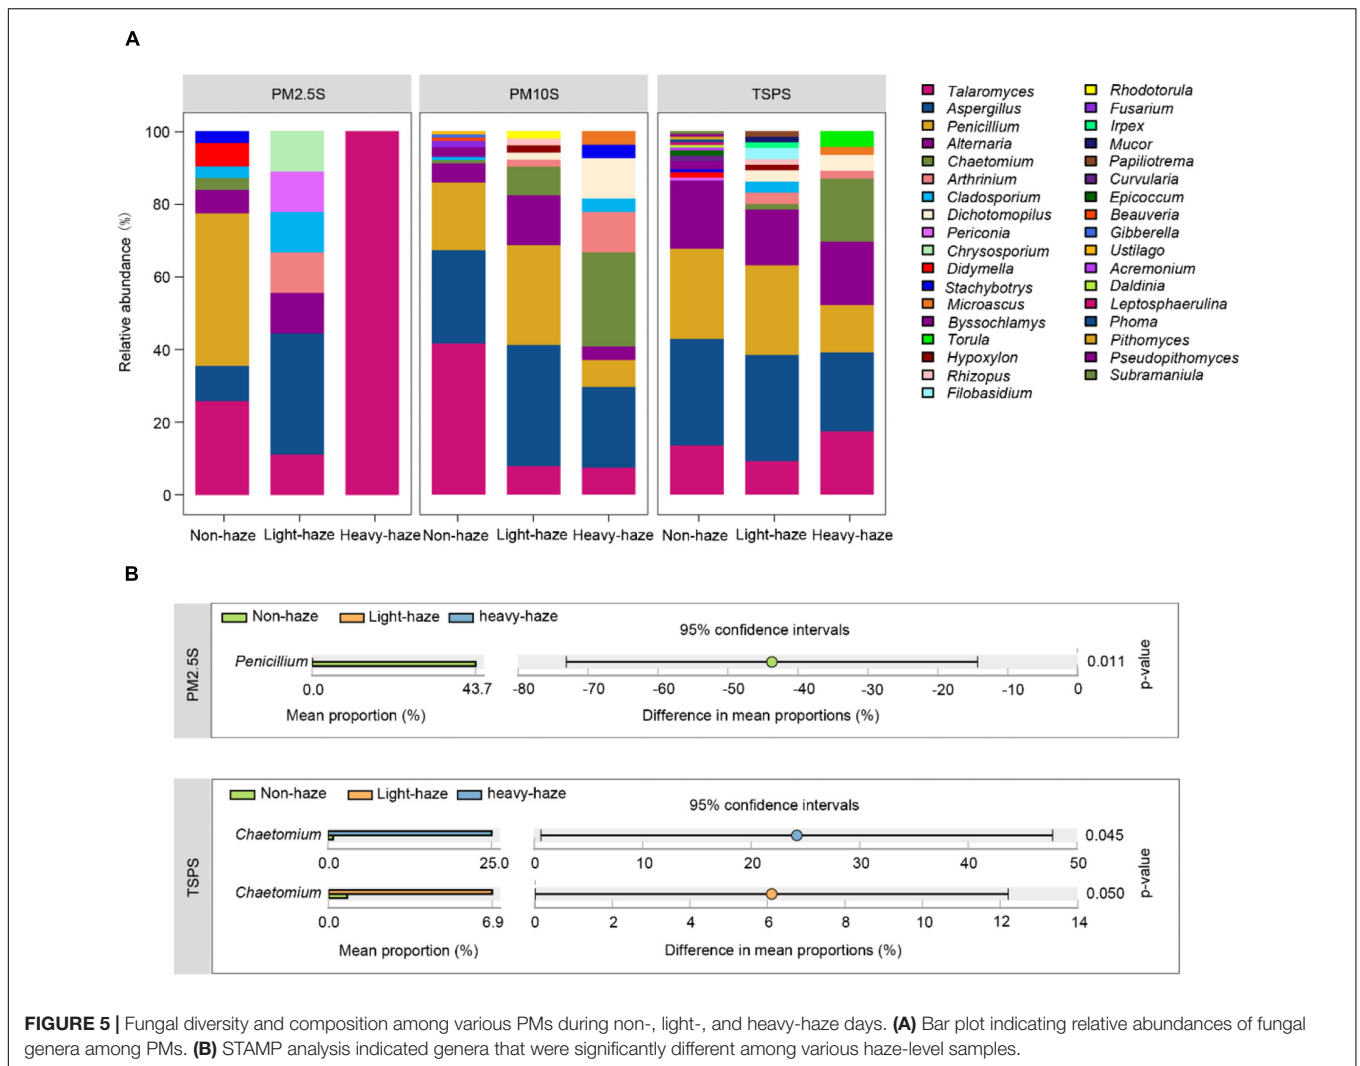 A
PM2.5S PM10S TSPS
100
80
60
40
20
0
Relative abundance (%)
Non-haze Light-haze Heavy-haze Non-haze Light-haze Heavy-haze Non-haze Light-haze Heavy-haze
Talaromyces
Aspergillus
Penicillium
Alternaria
Chaetomium
Arthrinium
Cladosporium
Dichotomopilus
Periconia
Chrysosporium
Didymella
Stachybotrys
Microascus
Byssochlamys
Torula
Hypoxylon
Rhizopus
Filobasidium
Rhodotorula
Fusarium
Irpex
Mucor
Papiliotrema
Curvularia
Epicoccum
Beauveria
Gibberella
Ustilago
Acremonium
Daldinia
Leptosphaerulina
Phoma
Pithomyces
Pseudopithomyces
Subramaniula
B
PM2.5S
Non-haze Light-haze heavy-haze
95% confidence intervals
Penicillium 0.011
0.0 43.7 -80 -70 -60 -50 -40 -30 -20 -10 0
Mean proportion (%) Difference in mean proportions (%)
p-value
TSPS
Non-haze Light-haze heavy-haze
95% confidence intervals
Chaetomium 0.045
0.0 25.0 0 10 20 30 40 50
Chaetomium 0.050
0.0 6.9 0 2 4 6 8 10 12 14
Mean proportion (%) Difference in mean proportions (%)
p-value
FIGURE 5 | Fungal diversity and composition among various PMs during non-, light-, and heavy-haze days. (A) Bar plot indicating relative abundances of fungal
genera among PMs. (B) STAMP analysis indicated genera that were significantly different among various haze-level samples.